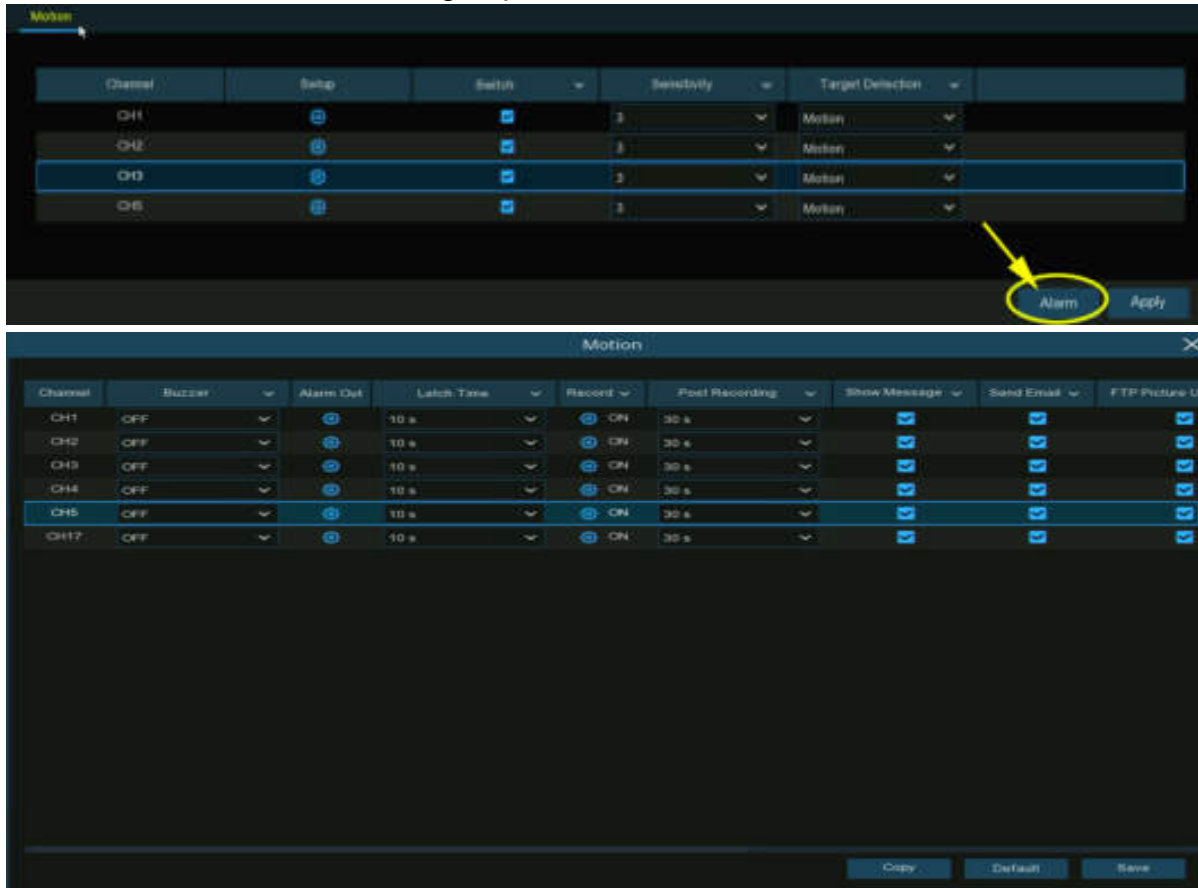 Motion
Channel Setup Switch Sensitivity Target Detection
CH1 3 Motion
CH2 3 Motion
CH3 3 Motion
CH5 3 Motion
Alarm Apply
Motion
Channel Buzzer Alarm Out Latch Time Record Post Recording Show Message Send Email FTP Picture U
CH1 OFF 10 s ON 30 s
CH2 OFF 10 s ON 30 s
CH3 OFF 10 s ON 30 s
CH4 OFF 10 s ON 30 s
CH5 OFF 10 s ON 30 s
CH17 OFF 10 s ON 30 s
Copy Default Save